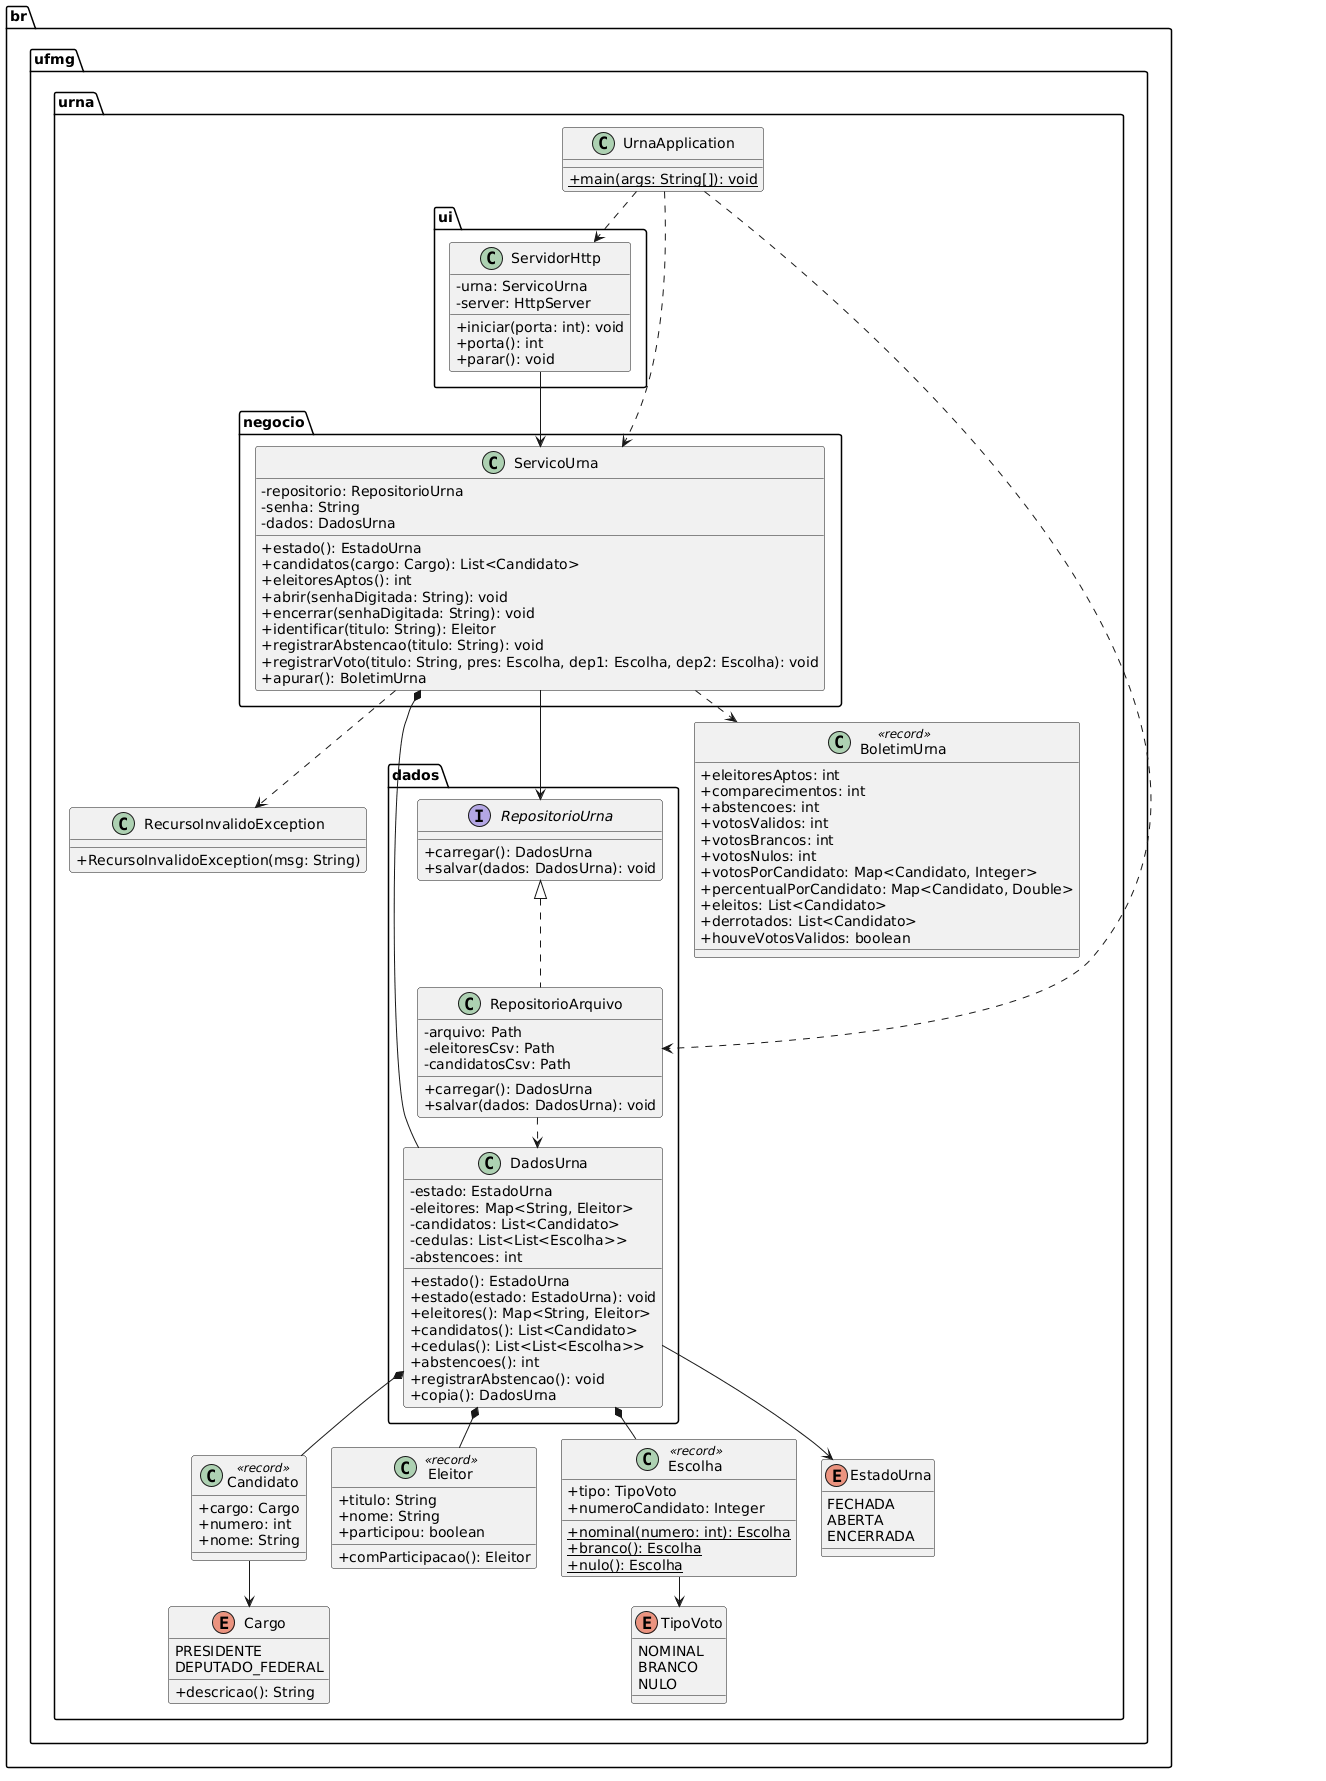 br
ufmg
urna
C UrnaApplication
+main(args: String[]): void
ui
C ServidorHttp
-urna: ServicoUrna
-server: HttpServer
+iniciar(porta: int): void
+porta(): int
+parar(): void
negocio
C ServicoUrna
-repositorio: RepositorioUrna
-senha: String
-dados: DadosUrna
+estado(): EstadoUrna
+candidatos(cargo: Cargo): List<Candidato>
+eleitoresAptos(): int
+abrir(senhaDigitada: String): void
+encerrar(senhaDigitada: String): void
+identificar(titulo: String): Eleitor
+registrarAbstencao(titulo: String): void
+registrarVoto(titulo: String, pres: Escolha, dep1: Escolha, dep2: Escolha): void
+apurar(): BoletimUrna
C RecursoInvalidoException
+RecursoInvalidoException(msg: String)
dados
I RepositorioUrna
+carregar(): DadosUrna
+salvar(dados: DadosUrna): void
C «record»
BoletimUrna
+eleitoresAptos: int
+comparecimentos: int
+abstencoes: int
+votosValidos: int
+votosBrancos: int
+votosNulos: int
+votosPorCandidato: Map<Candidato, Integer>
+percentualPorCandidato: Map<Candidato, Double>
+eleitos: List<Candidato>
+derrotados: List<Candidato>
+houveVotosValidos: boolean
C RepositorioArquivo
-arquivo: Path
-eleitoresCsv: Path
-candidatosCsv: Path
+carregar(): DadosUrna
+salvar(dados: DadosUrna): void
C DadosUrna
-estado: EstadoUrna
-eleitores: Map<String, Eleitor>
-candidatos: List<Candidato>
-cedulas: List<List<Escolha>>
-abstencoes: int
+estado(): EstadoUrna
+estado(estado: EstadoUrna): void
+eleitores(): Map<String, Eleitor>
+candidatos(): List<Candidato>
+cedulas(): List<List<Escolha>>
+abstencoes(): int
+registrarAbstencao(): void
+copia(): DadosUrna
C «record»
Candidato
+cargo: Cargo
+numero: int
+nome: String
C «record»
Eleitor
+titulo: String
+nome: String
+participou: boolean
+comParticipacao(): Eleitor
C «record»
Escolha
+tipo: TipoVoto
+numeroCandidato: Integer
+nominal(numero: int): Escolha
+branco(): Escolha
+nulo(): Escolha
E EstadoUrna
FECHADA
ABERTA
ENCERRADA
E Cargo
PRESIDENTE
DEPUTADO_FEDERAL
+descricao(): String
E TipoVoto
NOMINAL
BRANCO
NULO